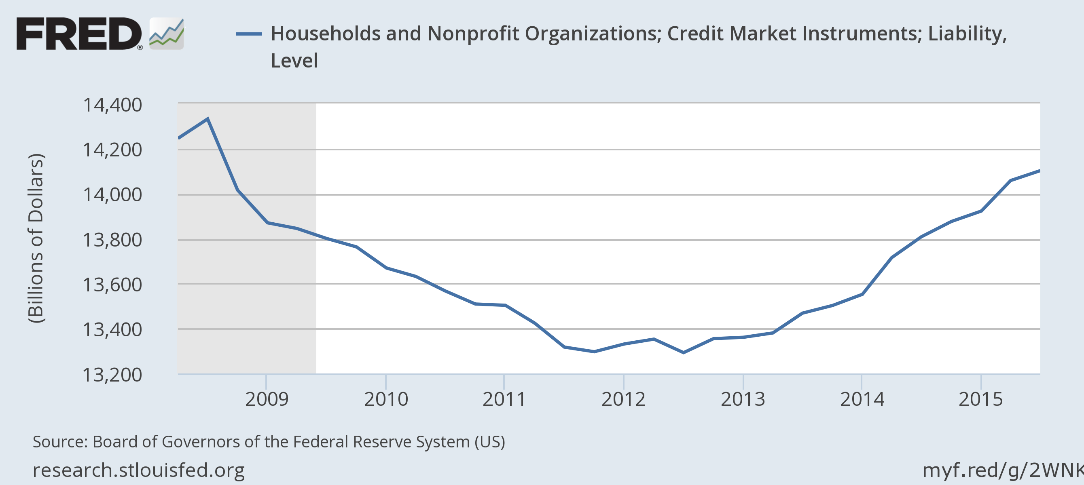 FRED
Households and Nonprofit Organizations; Credit Market Instruments; Liability,
Level
14,400
14,200
14,000
13,800
13,600
13,400
13,200
(Billions of Dollars)
2009 2010 2011 2012 2013 2014 2015
Source: Board of Governors of the Federal Reserve System (US)
research.stlouisfed.org
myf.red/g/2WNK